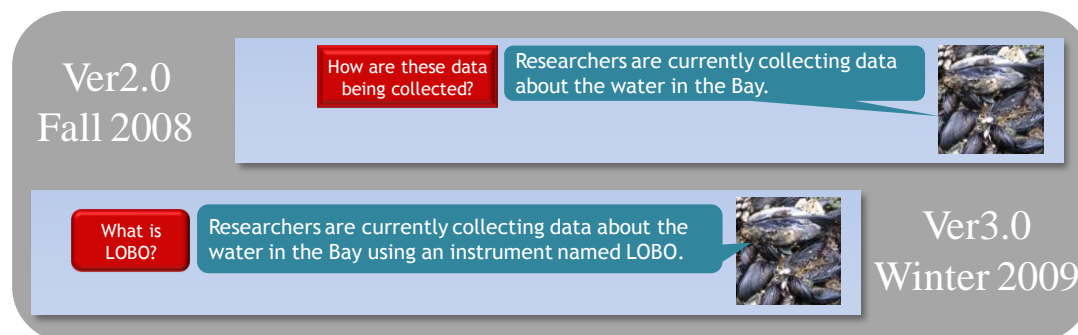 Ver2.0
Fall 2008
How are these data
being collected?
Researchers are currently collecting data
about the water in the Bay.
What is
LOBO?
Researchers are currently collecting data about the
water in the Bay using an instrument named LOBO.
Ver3.0
Winter 2009